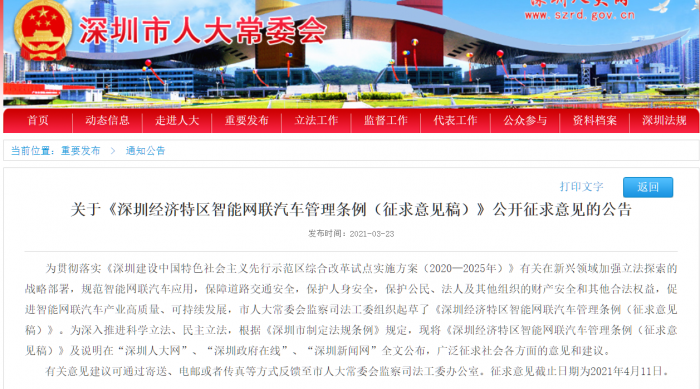 深圳人大网
www.szrd.gov.cn
深圳市人大常委会
首页 动态信息 走进人大 重要发布 立法工作 监督工作 代表工作 公众参与 资料档案 深圳法规
当前位置：重要发布 > 通知公告
打印文字 返回
关于《深圳经济特区智能网联汽车管理条例（征求意见稿）》公开征求意见的公告
发布时间：2021-03-23
为贯彻落实《深圳建设中国特色社会主义先行示范区综合改革试点实施方案（2020—2025年）》有关在新兴领域加强立法探索的
战略部署，规范智能网联汽车应用，保障道路交通安全，保护人身安全，保护公民、法人及其他组织的财产安全和其他合法权益，促
进智能网联汽车产业高质量、可持续发展，市人大常委会监察司法工委组织起草了《深圳经济特区智能网联汽车管理条例（征求意见
稿）》。为深入推进科学立法、民主立法，根据《深圳市制定法规条例》规定，现将《深圳经济特区智能网联汽车管理条例（征求意
见稿）》及说明在“深圳人大网”、“深圳政府在线”、“深圳新闻网”全文公布，广泛征求社会各方面的意见和建议。
有关意见建议可通过寄送、电邮或者传真等方式反馈至市人大常委会监察司法工委办公室。征求意见截止日期为2021年4月11日。